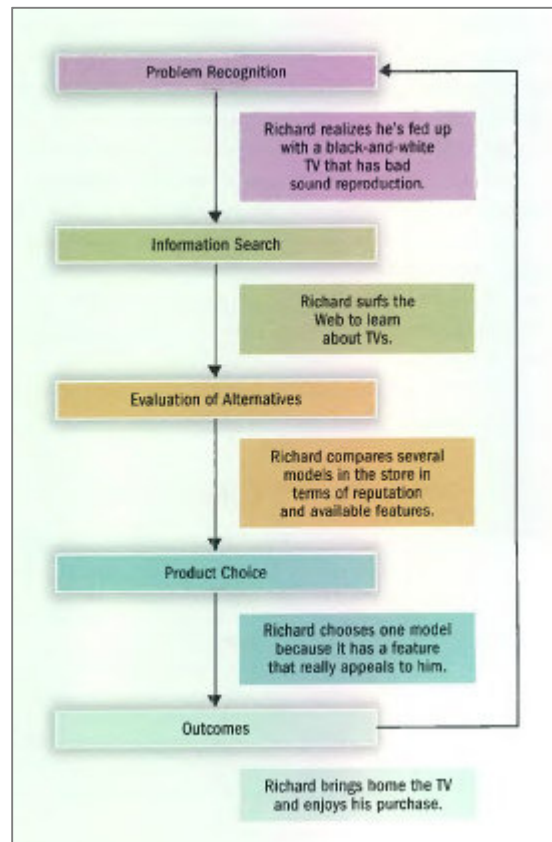 Problem Recognition
Richard realizes he's fed up
with a black-and-white
TV that has bad
sound reproduction.
Information Search
Richard surfs the
Web to learn
about TVs.
Evaluation of Alternatives
Richard compares several
models in the store in
terms of reputation
and available features.
Product Choice
Richard chooses one model
because it has a feature
that really appeals to him.
Outcomes
Richard brings home the TV
and enjoys his purchase.